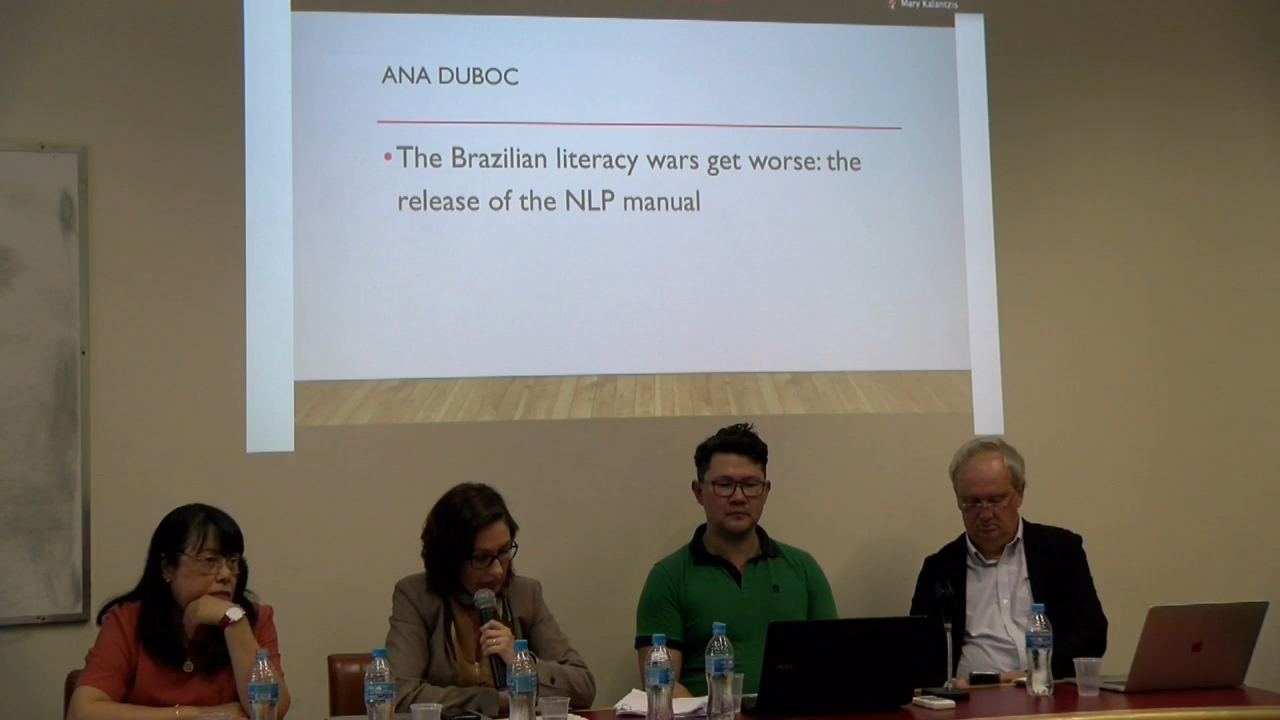 Mary Kalantzis
ANA DUBOC
•The Brazilian literacy wars get worse: the
release of the NLP manual